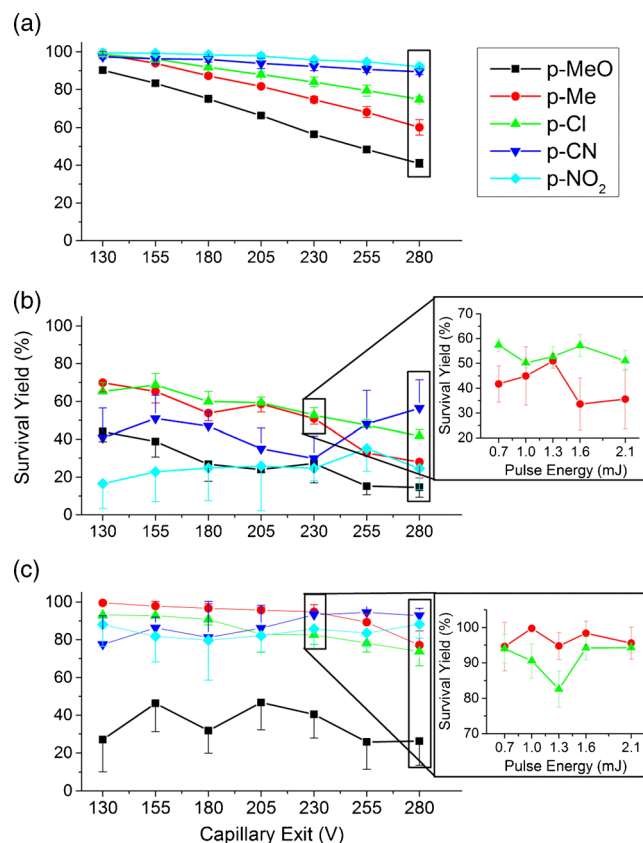 (a)
100
80
60
40
20
0
130 155 180 205 230 255 280
p-MeO
p-Me
p-Cl
p-CN
p-NO₂
(b)
Survival Yield (%)
100
80
60
40
20
0
130 155 180 205 230 255 280
Survival Yield (%)
70
60
50
40
30
20
0.7 1.0 1.3 1.6 2.1
Pulse Energy (mJ)
(c)
100
80
60
40
20
0
130 155 180 205 230 255 280
Capillary Exit (V)
Survival Yield (%)
100
90
80
70
0.7 1.0 1.3 1.6 2.1
Pulse Energy (mJ)